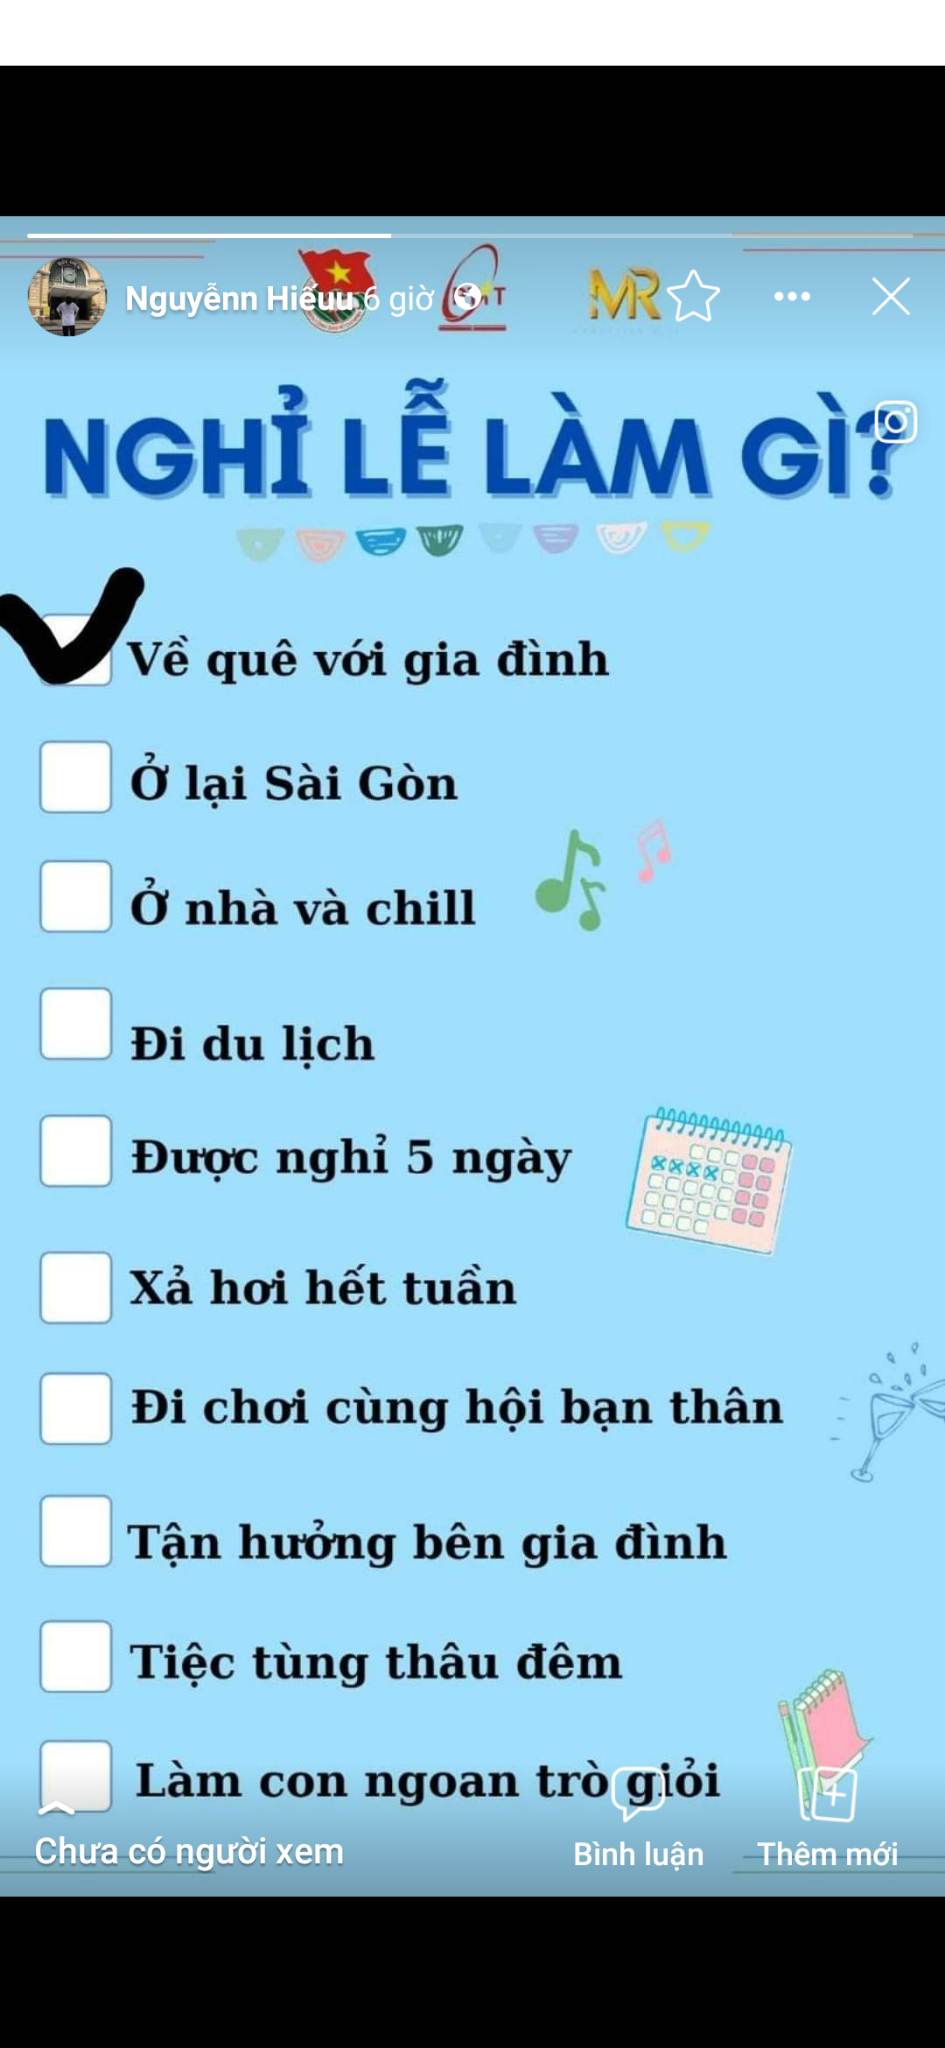 Nguyễnn Hiếuu 6 giờ
MR
NGHỈ LỄ LÀM GÌ?
Về quê với gia đình
Ở lại Sài Gòn
Ở nhà và chill
Đi du lịch
Được nghỉ 5 ngày
Xả hơi hết tuần
Đi chơi cùng hội bạn thân
Tận hưởng bên gia đình
Tiệc tùng thâu đêm
Làm con ngoan trò giỏi
Chưa có người xem
Bình luận
Thêm mới